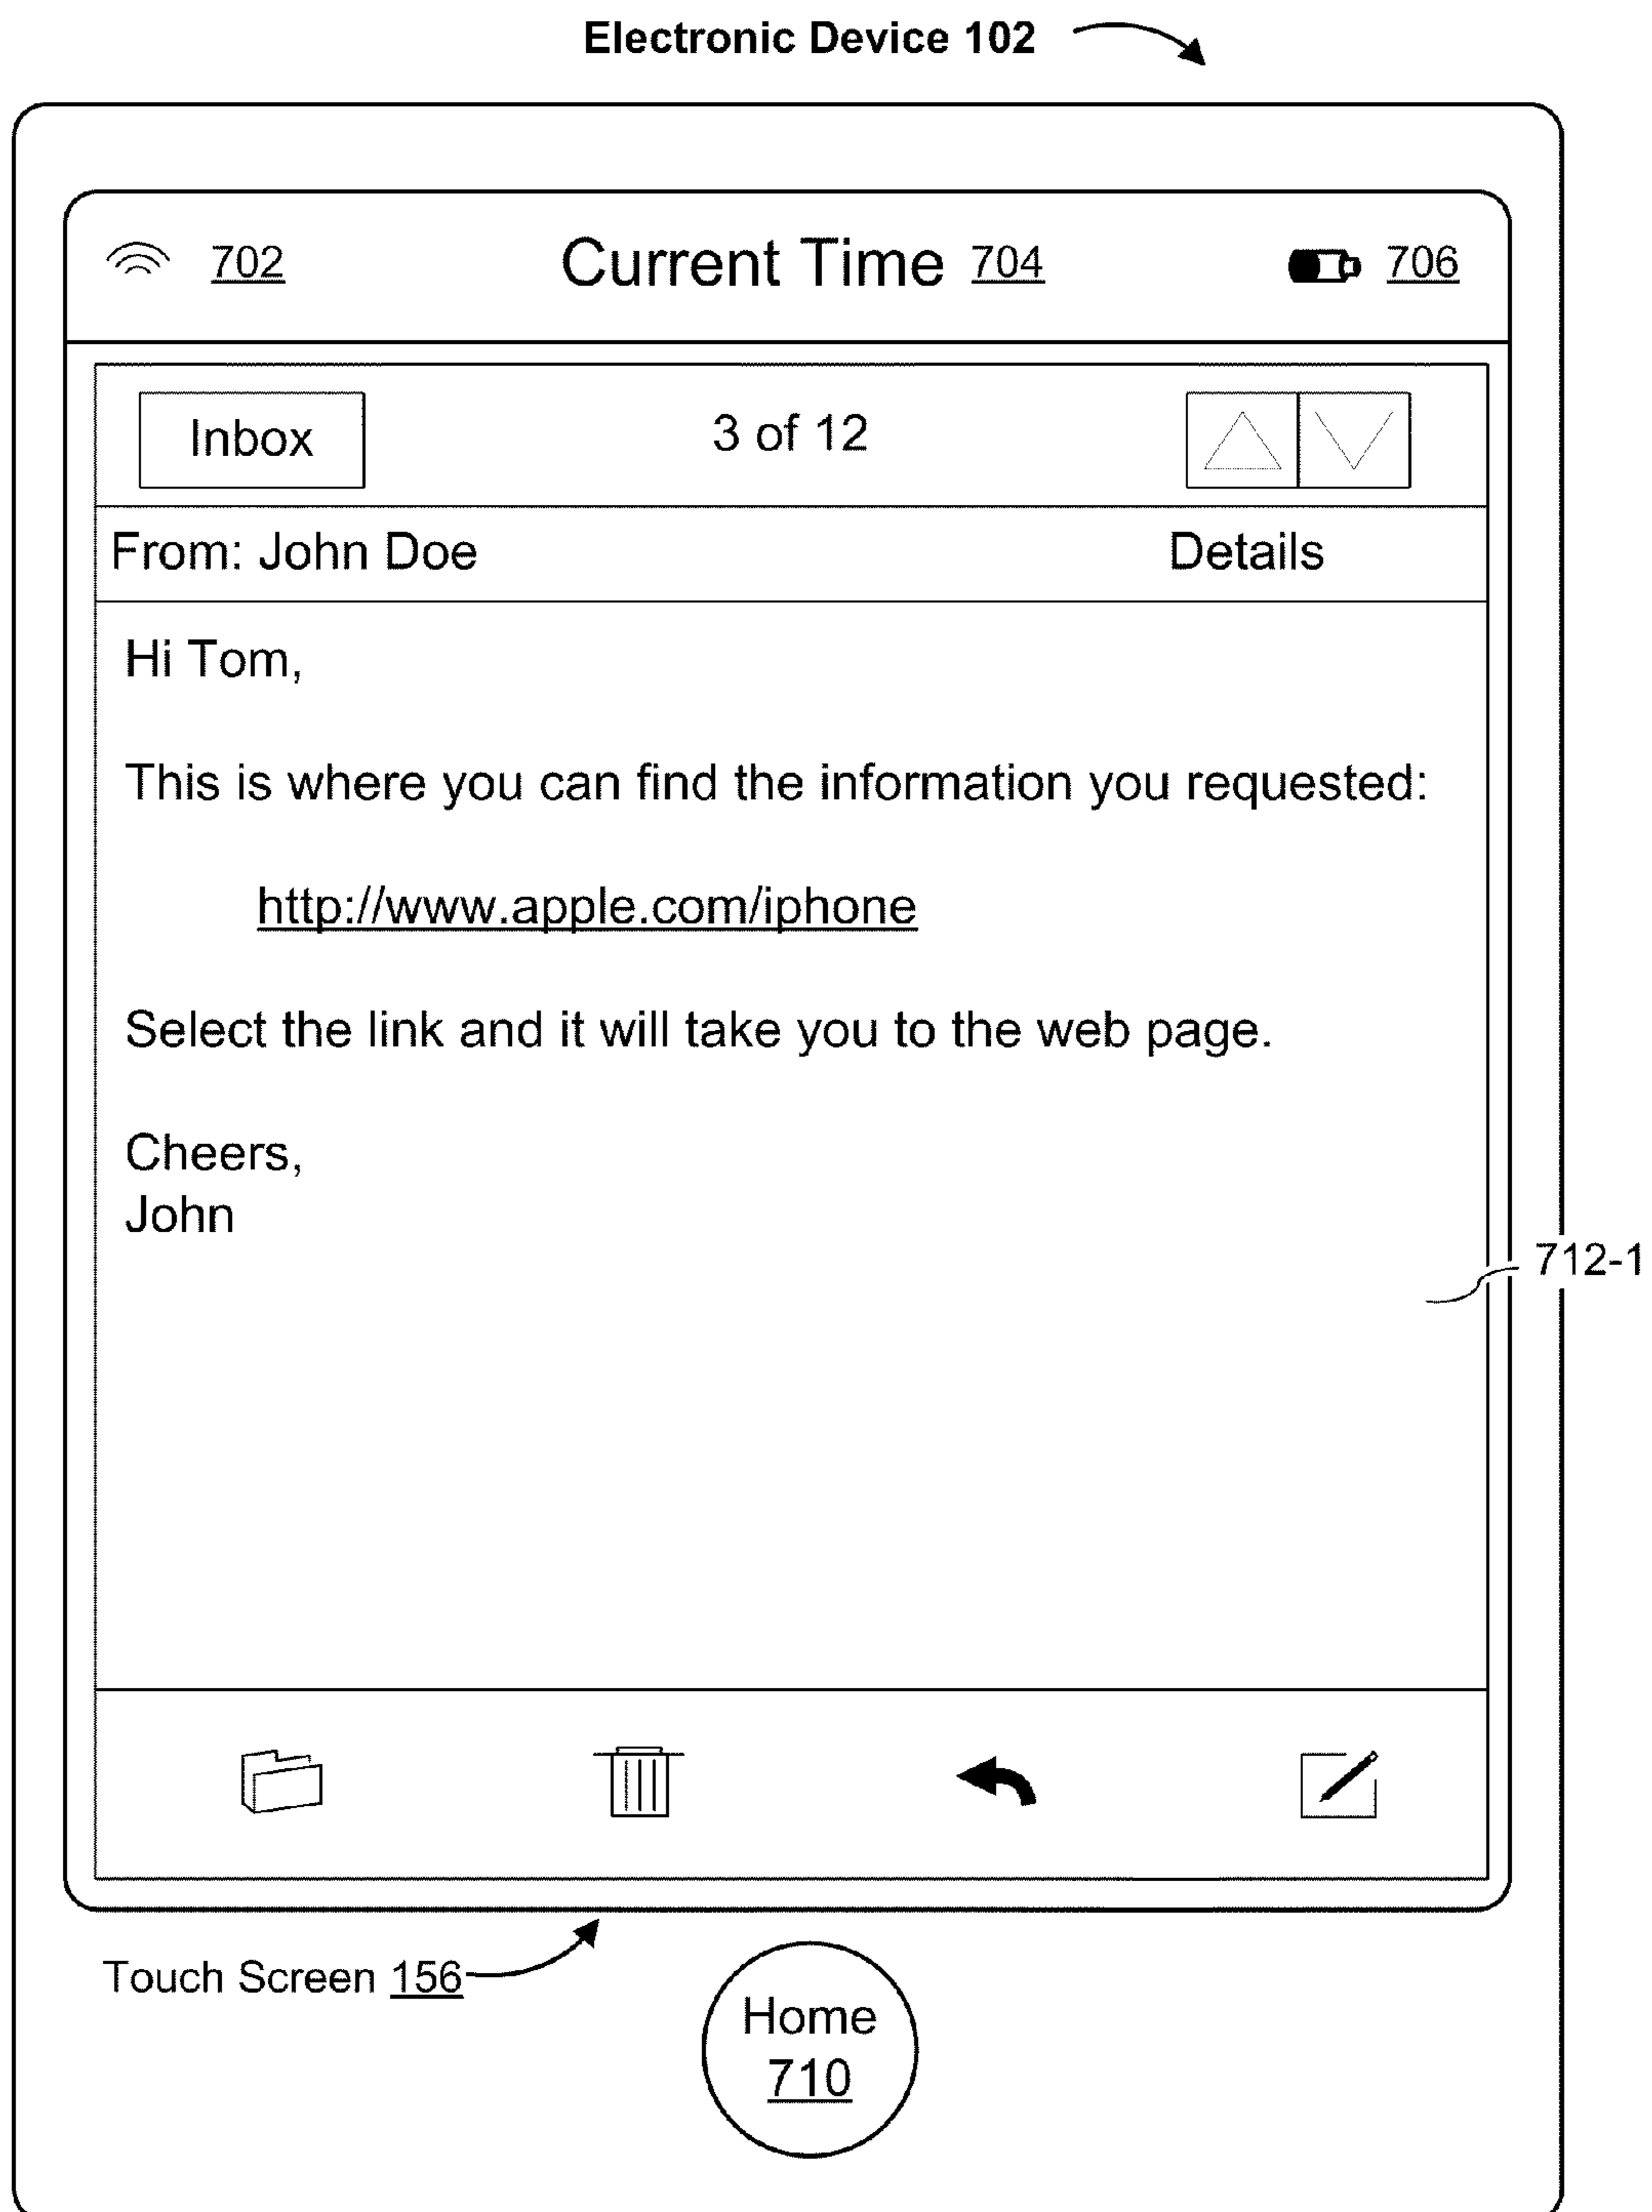 Electronic Device 102
702 Current Time 704 706
Inbox 3 of 12
From: John Doe Details
Hi Tom,
This is where you can find the information you requested:
http://www.apple.com/iphone
Select the link and it will take you to the web page.
Cheers,
John
712-1
Touch Screen 156
Home
710